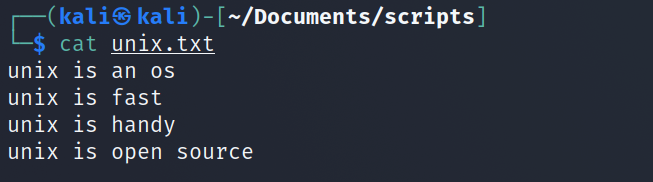 ┌──(kali㉿kali)-[~/Documents/scripts]
└─$ cat unix.txt
unix is an os
unix is fast
unix is handy
unix is open source